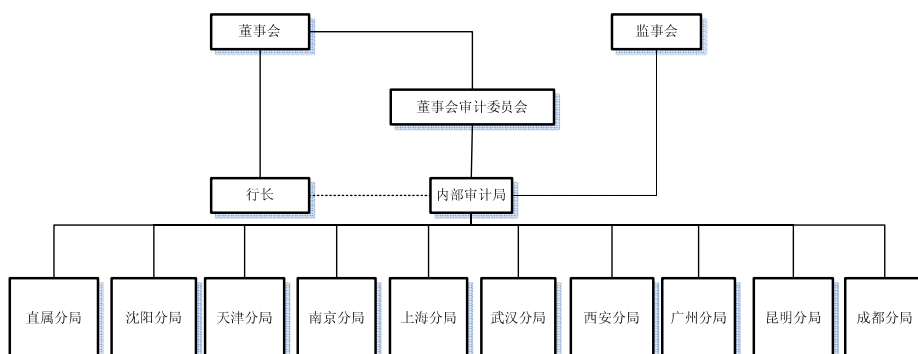 董事会
监事会
董事会审计委员会
行长
内部审计局
直属分局
沈阳分局
天津分局
南京分局
上海分局
武汉分局
西安分局
广州分局
昆明分局
成都分局